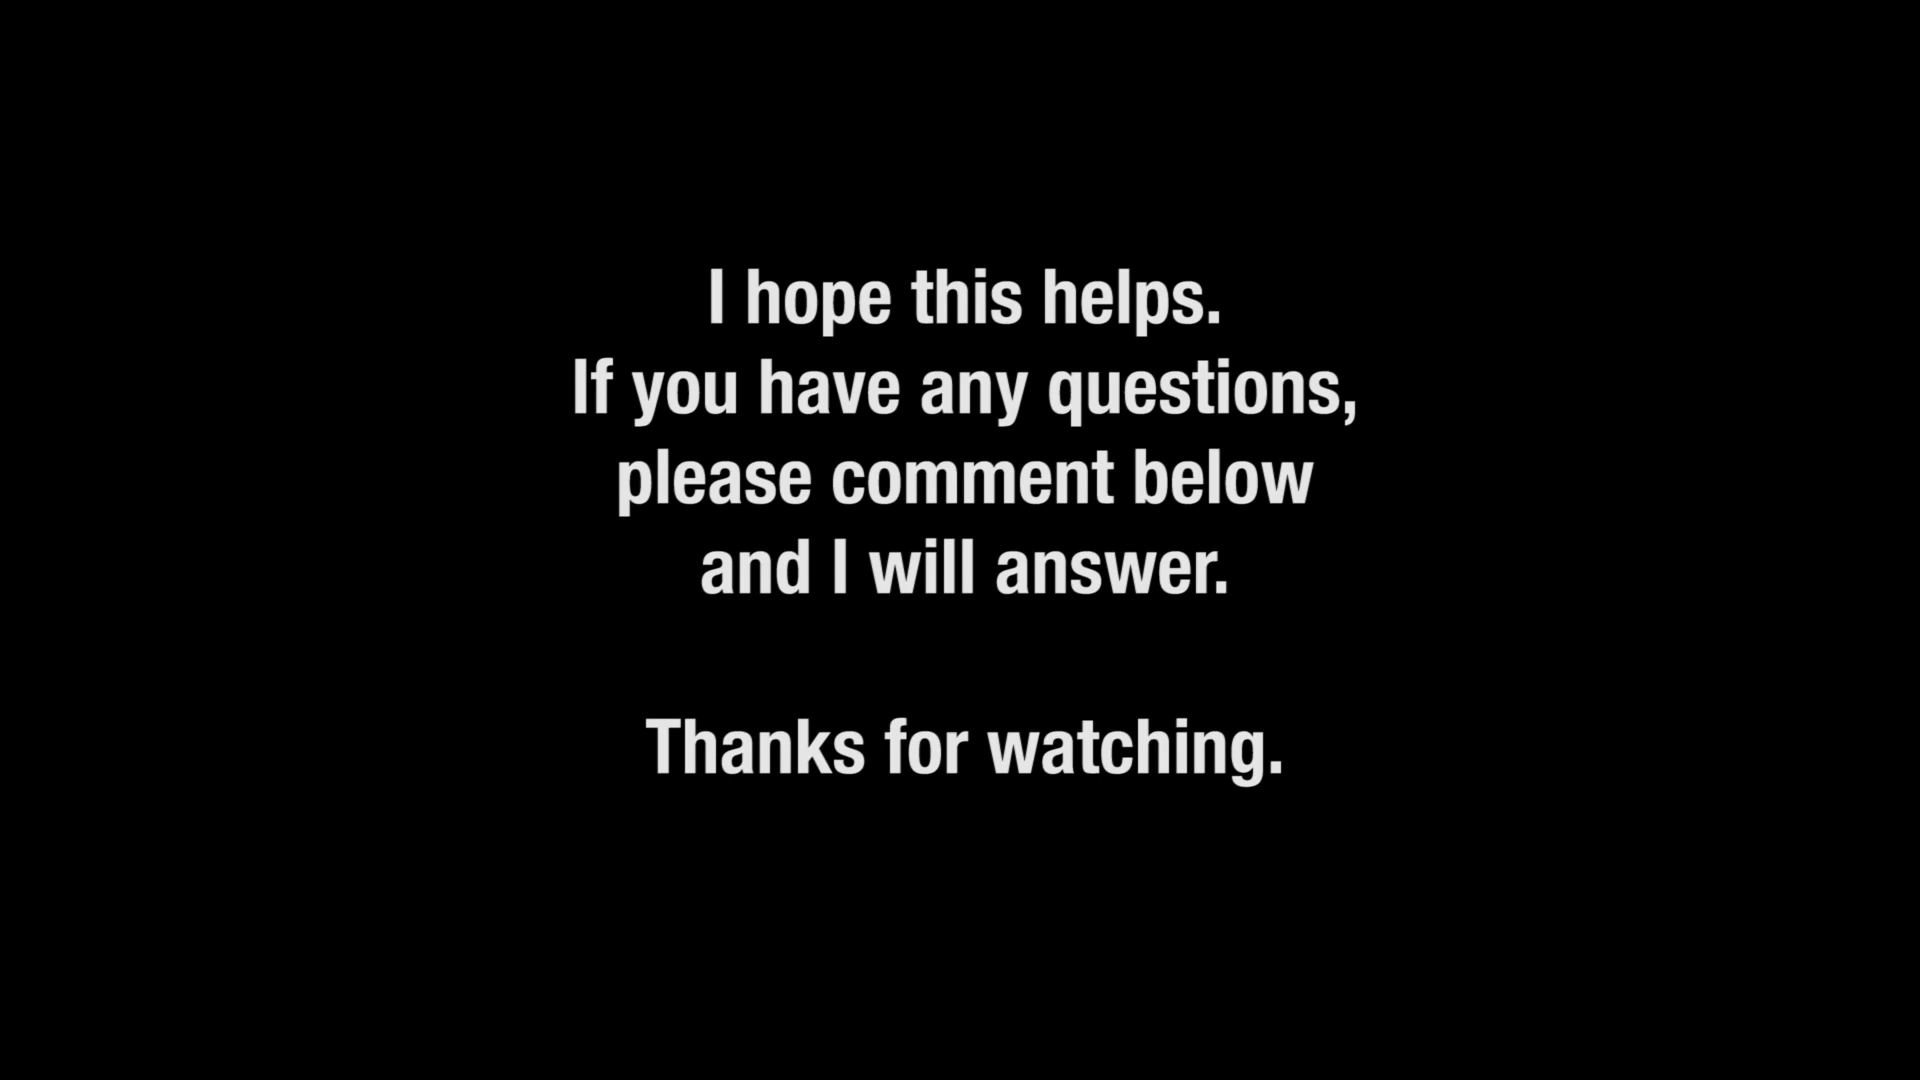 I hope this helps.
If you have any questions,
please comment below
and I will answer.
Thanks for watching.